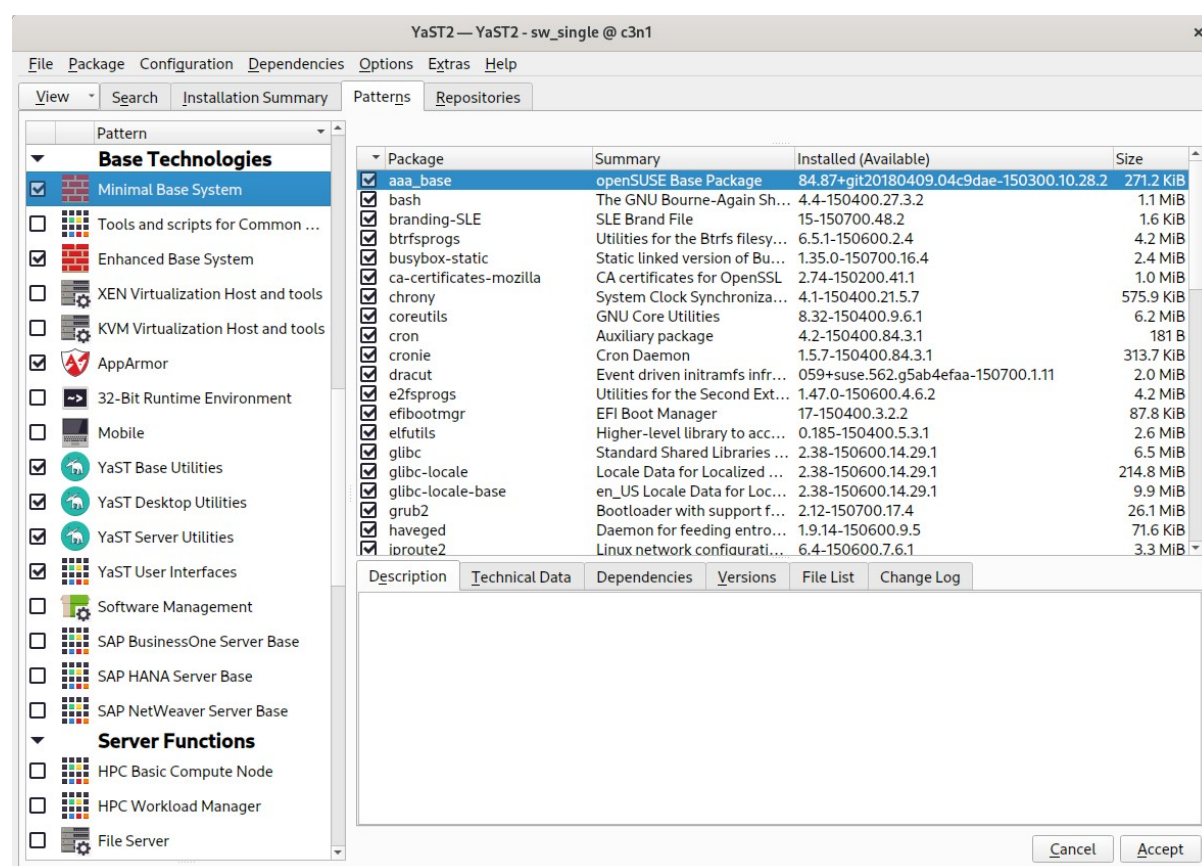 YaST2 — YaST2 - sw_single @ c3n1
File Package Configuration Dependencies Options Extras Help
View Search Installation Summary Patterns Repositories
Pattern
Base Technologies
Minimal Base System
Tools and scripts for Common ...
Enhanced Base System
XEN Virtualization Host and tools
KVM Virtualization Host and tools
AppArmor
32-Bit Runtime Environment
Mobile
YaST Base Utilities
YaST Desktop Utilities
YaST Server Utilities
YaST User Interfaces
Software Management
SAP BusinessOne Server Base
SAP HANA Server Base
SAP NetWeaver Server Base
Server Functions
HPC Basic Compute Node
HPC Workload Manager
File Server
Package Summary Installed (Available) Size
aaa_base openSUSE Base Package 84.87+git20180409.04c9dae-150300.10.28.2 271.2 KiB
bash The GNU Bourne-Again Sh... 4.4-150400.27.3.2 1.1 MiB
branding-SLE SLE Brand File 15-150700.48.2 1.6 KiB
btrfsprogs Utilities for the Btrfs filesy... 6.5.1-150600.2.4 4.2 MiB
busybox-static Static linked version of Bu... 1.35.0-150700.16.4 2.4 MiB
ca-certificates-mozilla CA certificates for OpenSSL 2.74-150200.41.1 1.0 MiB
chrony System Clock Synchroniza... 4.1-150400.21.5.7 575.9 KiB
coreutils GNU Core Utilities 8.32-150400.9.6.1 6.2 MiB
cron Auxiliary package 4.2-150400.84.3.1 181 B
cronie Cron Daemon 1.5.7-150400.84.3.1 313.7 KiB
dracut Event driven initramfs infr... 059+suse.562.g5ab4efaa-150700.1.11 2.0 MiB
e2fsprogs Utilities for the Second Ext... 1.47.0-150600.4.6.2 4.2 MiB
efibootmgr EFI Boot Manager 17-150400.3.2.2 87.8 KiB
elfutils Higher-level library to acc... 0.185-150400.5.3.1 2.6 MiB
glibc Standard Shared Libraries ... 2.38-150600.14.29.1 6.5 MiB
glibc-locale Locale Data for Localized ... 2.38-150600.14.29.1 214.8 MiB
glibc-locale-base en_US Locale Data for Loc... 2.38-150600.14.29.1 9.9 MiB
grub2 Bootloader with support f... 2.12-150700.17.4 26.1 MiB
haveged Daemon for feeding entro... 1.9.14-150600.9.5 71.6 KiB
iproute2 Linux network configurati... 6.4-150600.7.6.1 3.3 MiB
Description Technical Data Dependencies Versions File List Change Log
Cancel Accept